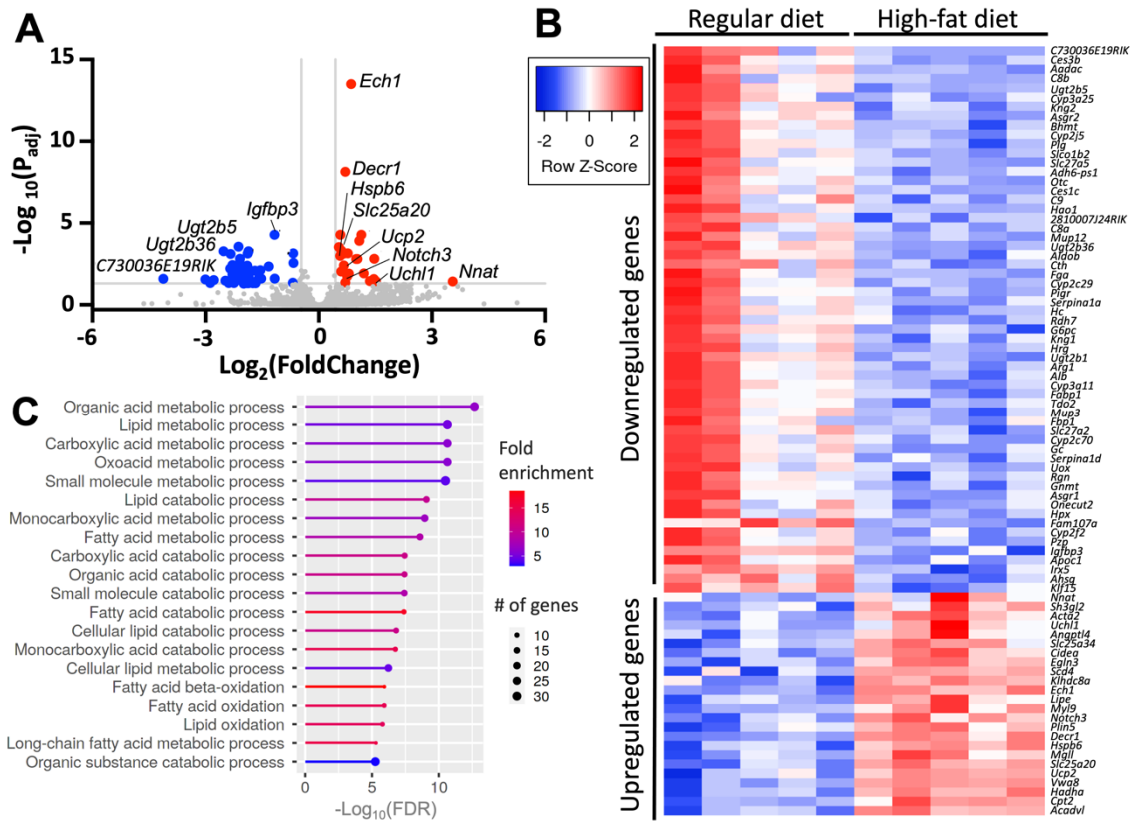 A
15
10
5
0
-Log 10(Padj)
-6
-3
0
3
6
Log2(FoldChange)
Ech1
Decr1
Hspb6
Slc25a20
Igfbp3
Ugt2b5
Ugt2b36
C730036E19RIK
Ucp2
Notch3
Uchl1
Nnat
B
Regular diet
High-fat diet
-2
0
2
Row Z-Score
Downregulated genes
Upregulated genes
C730036E19RIK
Ces3b
Aadac
C8b
Ugt2b5
Cyp3a25
Kng2
Asgr2
Bhmt
Cyp2j5
Plg
Slco1b2
Slc27a5
Adh6-ps1
Otc
Ces1c
C9
Hao1
2810007J24RIK
C8a
Mup12
Ugt2b36
Aldob
Cth
Fga
Cyp2c29
Pigr
Serpina1a
Hc
Rdh7
G6pc
Kng1
Hrg
Ugt2b1
Arg1
Alb
Cyp3a11
Fabp1
Tdo2
Mup3
Fbp1
Slc27a2
Cyp2c70
Gc
Serpina1d
Uox
Rgn
Gnmt
Asgr1
Onecut2
Hpx
Fam107a
Cyp2f2
Pzp
Igfbp3
Apoc1
Irx5
Ahsg
Klf15
Nnat
Sh3gl2
Acta2
Uchl1
Angptl4
Slc25a34
Cidea
Egln3
Scd4
Klhdc8a
Ech1
Lipe
Myl9
Notch3
Plin5
Decr1
Hspb6
Mgll
Slc25a20
Ucp2
Vwa8
Hadha
Cpt2
Acadvl
C
Organic acid metabolic process
Lipid metabolic process
Carboxylic acid metabolic process
Oxoacid metabolic process
Small molecule metabolic process
Lipid catabolic process
Monocarboxylic acid metabolic process
Fatty acid metabolic process
Carboxylic acid catabolic process
Organic acid catabolic process
Small molecule catabolic process
Fatty acid catabolic process
Cellular lipid catabolic process
Monocarboxylic acid catabolic process
Cellular lipid metabolic process
Fatty acid beta-oxidation
Fatty acid oxidation
Lipid oxidation
Long-chain fatty acid metabolic process
Organic substance catabolic process
0
5
10
-Log10(FDR)
Fold
enrichment
15
10
5
# of genes
10
15
20
25
30